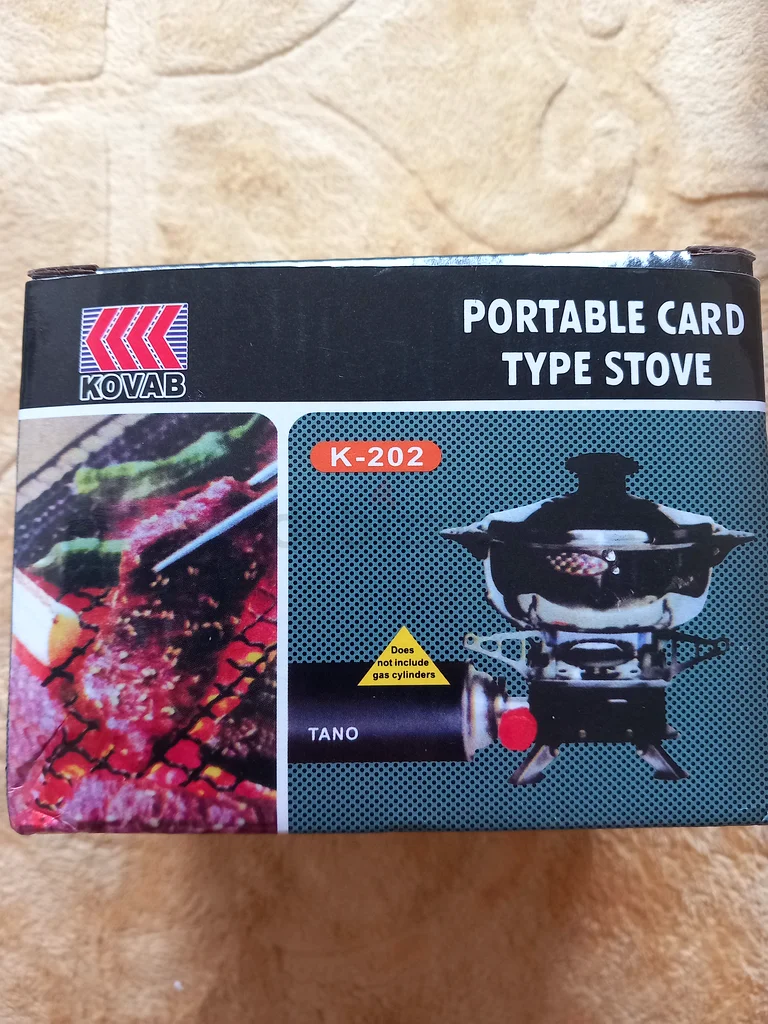 KOVAB
PORTABLE CARD
TYPE STOVE
K-202
Does
not include
gas cylinders
TANO